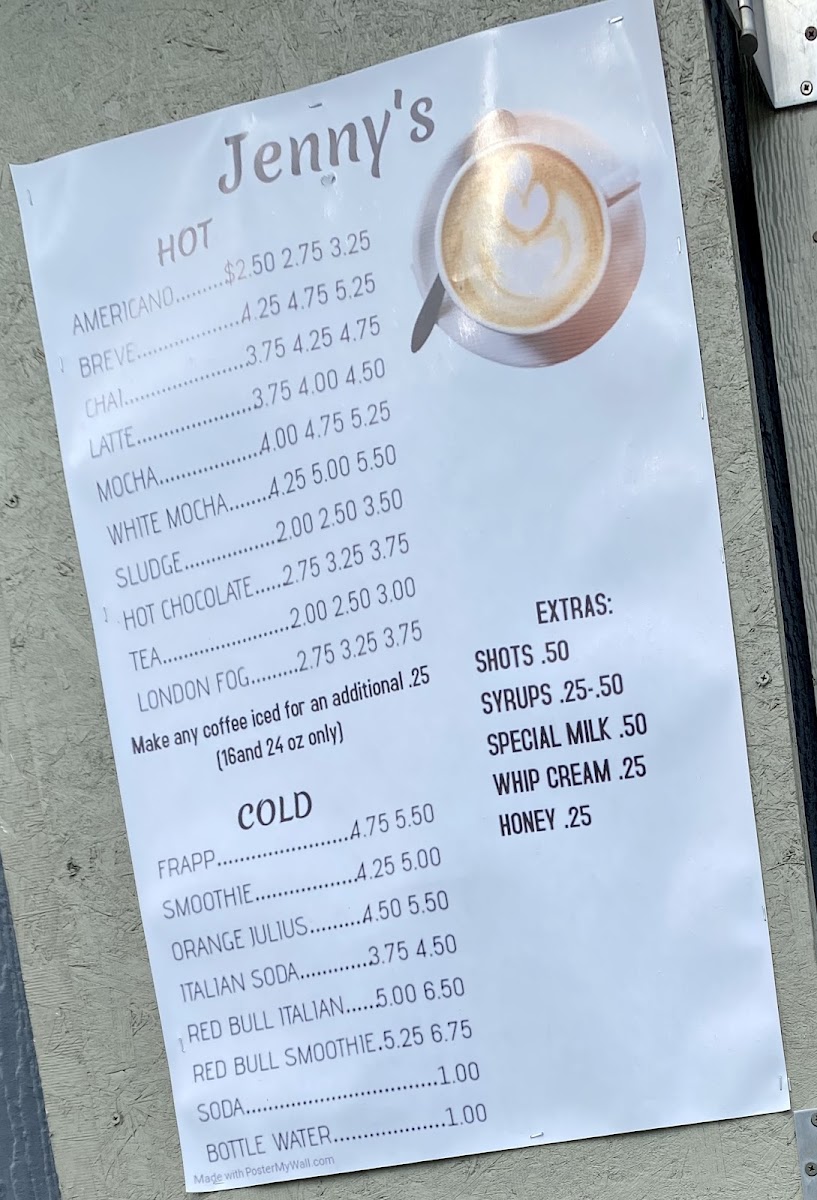 Jenny's
HOT
AMERICANO.........$2.50 2.75 3.25
BREVE..................4.25 4.75 5.25
CHAI.....................3.75 4.25 4.75
LATTE....................3.75 4.00 4.50
MOCHA.................4.00 4.75 5.25
WHITE MOCHA.......4.25 5.00 5.50
SLUDGE................2.00 2.50 3.50
HOT CHOCOLATE.....2.75 3.25 3.75
TEA......................2.00 2.50 3.00
LONDON FOG.........2.75 3.25 3.75
Make any coffee iced for an additional .25
(16and 24 oz only)
COLD
FRAPP.......................4.75 5.50
SMOOTHIE..................4.25 5.00
ORANGE JULIUS.........4.50 5.50
ITALIAN SODA............3.75 4.50
RED BULL ITALIAN.....5.00 6.50
RED BULL SMOOTHIE.5.25 6.75
SODA.................................1.00
BOTTLE WATER...................1.00
EXTRAS:
SHOTS .50
SYRUPS .25-.50
SPECIAL MILK .50
WHIP CREAM .25
HONEY .25
Made with PosterMyWall.com